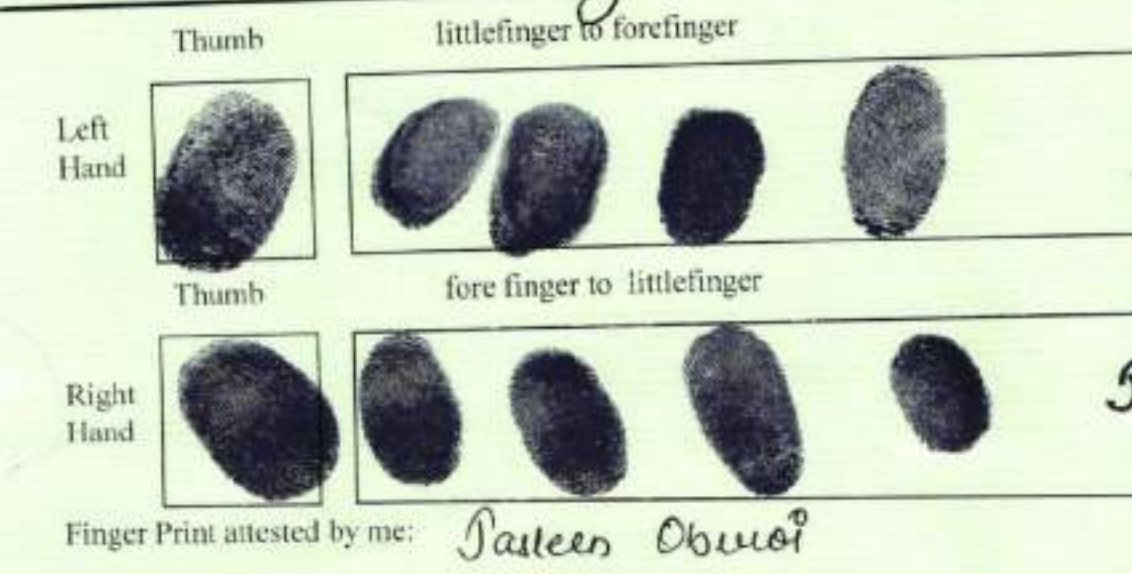 Thumb
littlefinger to forefinger
Left
Hand
Thumb
fore finger to littlefinger
Right
Hand
Finger Print attested by me: Jasleen Oberoi